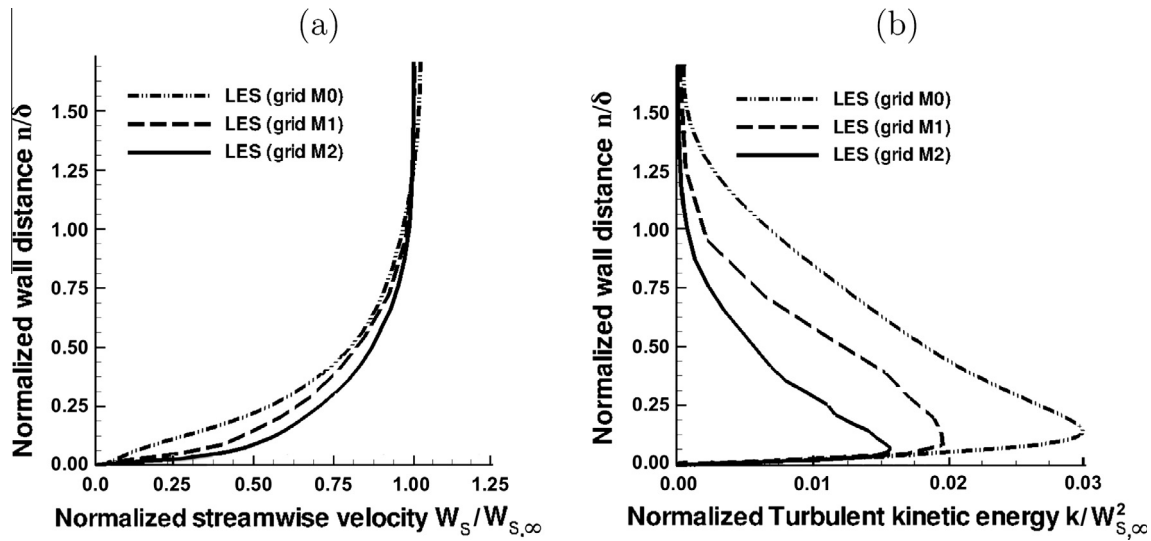 (a)
Normalized wall distance n/δ
1.50
1.25
1.00
0.75
0.50
0.25
0.00
LES (grid M0)
LES (grid M1)
LES (grid M2)
0.0
0.25
0.50
0.75
1.00
1.25
Normalized streamwise velocity W_S/W_S,∞
(b)
Normalized wall distance n/δ
1.50
1.25
1.00
0.75
0.50
0.25
0.00
LES (grid M0)
LES (grid M1)
LES (grid M2)
0.00
0.01
0.02
0.03
Normalized Turbulent kinetic energy k/W²_S,∞